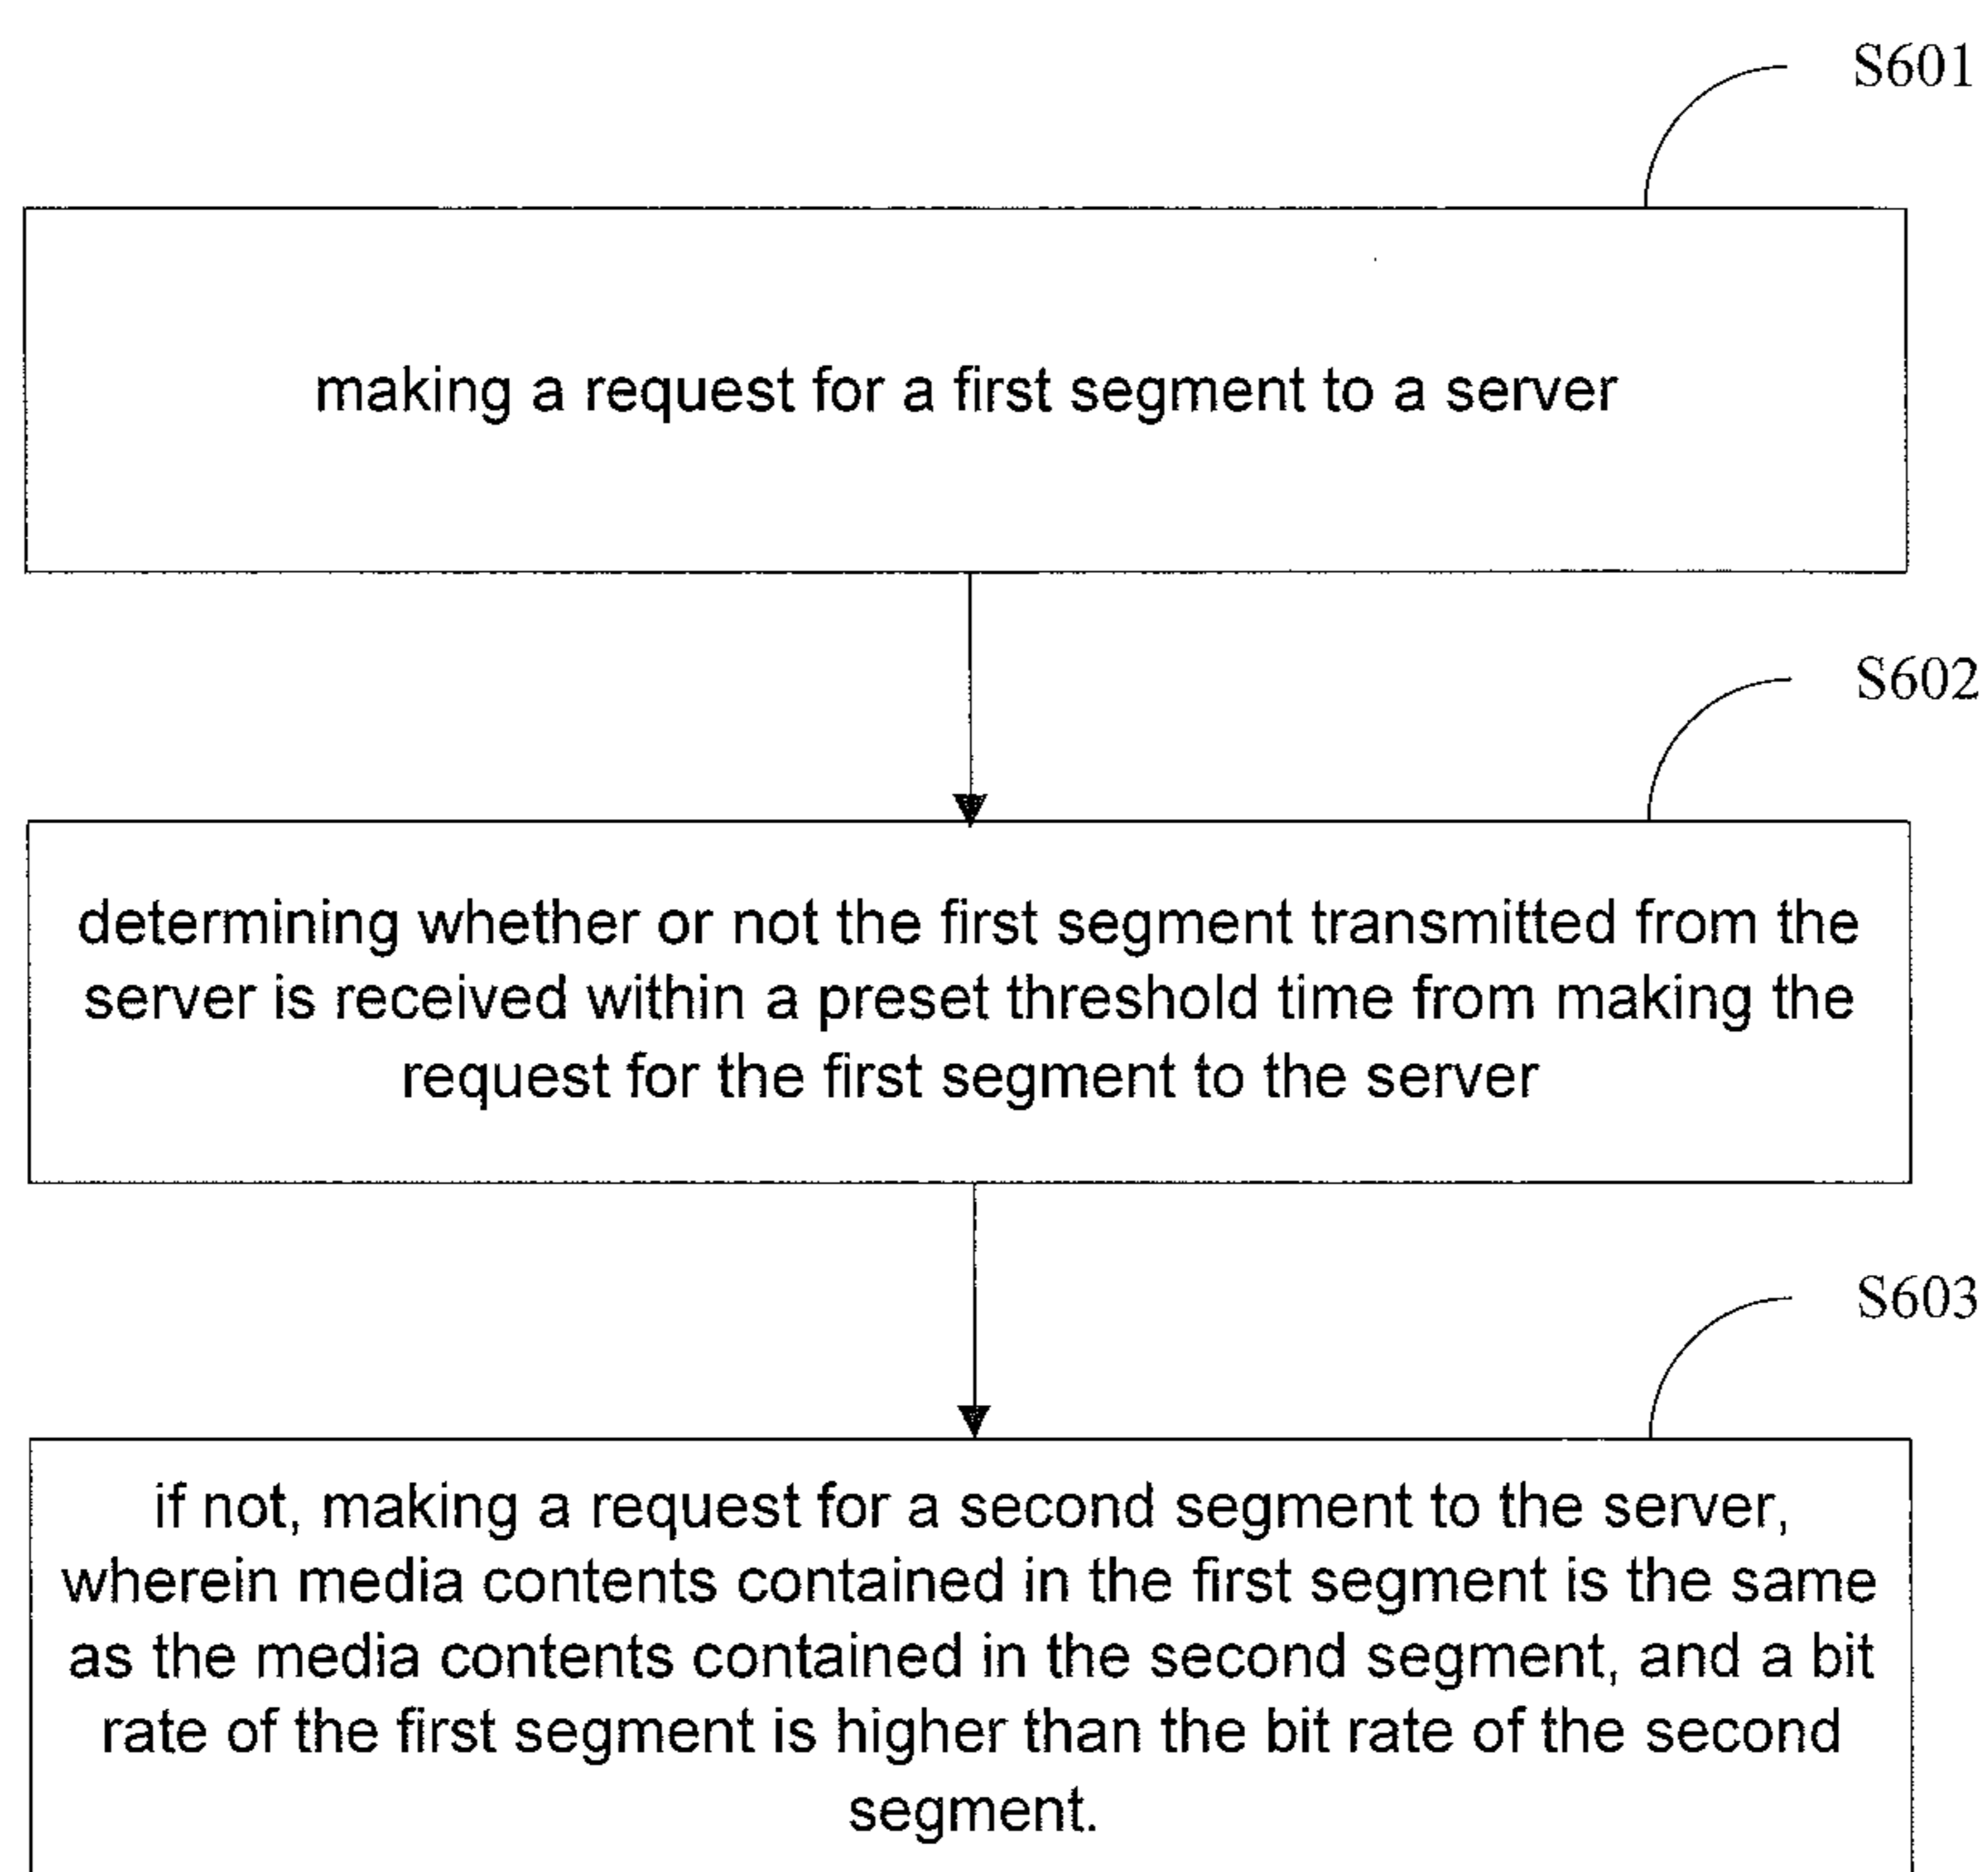 S601
making a request for a first segment to a server
S602
determining whether or not the first segment transmitted from the
server is received within a preset threshold time from making the
request for the first segment to the server
S603
if not, making a request for a second segment to the server,
wherein media contents contained in the first segment is the same
as the media contents contained in the second segment, and a bit
rate of the first segment is higher than the bit rate of the second
segment.